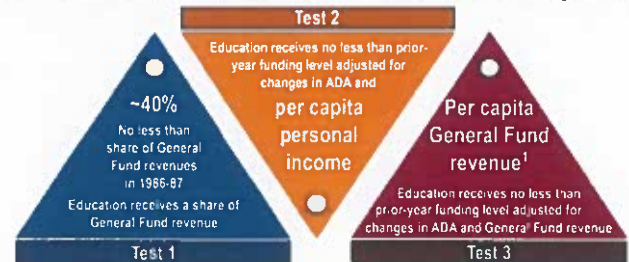 Test 2
Education receives no less than prior-
year funding level adjusted for
changes in ADA and
per capita
personal
income
~40%
No less than
share of General
Fund revenues
in 1986-87
Education receives a share of
General Fund revenue
Test 1
Per capita
General Fund
revenue¹
Education receives no less than
prior-year funding level adjusted for
changes in ADA and General Fund revenue
Test 3